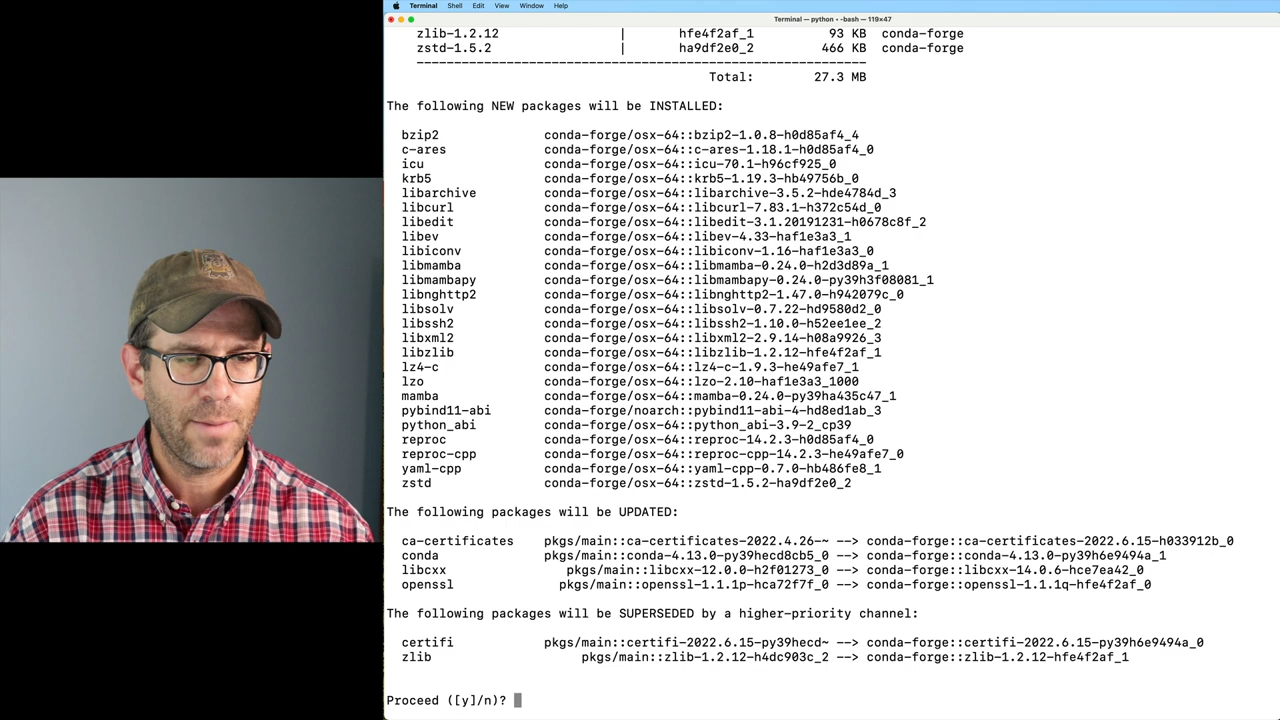 Terminal Shell Edit View Window Help
Terminal — python • -bash — 119×47
zlib-1.2.12 | hfe4f2af_1 93 KB conda-forge
zstd-1.5.2 | ha9df2e0_2 466 KB conda-forge
------------------------------------------------------------
Total: 27.3 MB
The following NEW packages will be INSTALLED:
bzip2 conda-forge/osx-64::bzip2-1.0.8-h0d85af4_4
c-ares conda-forge/osx-64::c-ares-1.18.1-h0d85af4_0
icu conda-forge/osx-64::icu-70.1-h96cf925_0
krb5 conda-forge/osx-64::krb5-1.19.3-hb49756b_0
libarchive conda-forge/osx-64::libarchive-3.5.2-hde4784d_3
libcurl conda-forge/osx-64::libcurl-7.83.1-h372c54d_0
libedit conda-forge/osx-64::libedit-3.1.20191231-h0678c8f_2
libev conda-forge/osx-64::libev-4.33-haf1e3a3_1
libiconv conda-forge/osx-64::libiconv-1.16-haf1e3a3_0
libmamba conda-forge/osx-64::libmamba-0.24.0-h2d3d89a_1
libmambapy conda-forge/osx-64::libmambapy-0.24.0-py39h3f08081_1
libnghttp2 conda-forge/osx-64::libnghttp2-1.47.0-h942079c_0
libsolv conda-forge/osx-64::libsolv-0.7.22-hd9580d2_0
libssh2 conda-forge/osx-64::libssh2-1.10.0-h52ee1ee_2
libxml2 conda-forge/osx-64::libxml2-2.9.14-h08a9926_3
libzlib conda-forge/osx-64::libzlib-1.2.12-hfe4f2af_1
lz4-c conda-forge/osx-64::lz4-c-1.9.3-he49afe7_1
lzo conda-forge/osx-64::lzo-2.10-haf1e3a3_1000
mamba conda-forge/osx-64::mamba-0.24.0-py39ha435c47_1
pybind11-abi conda-forge/noarch::pybind11-abi-4-hd8ed1ab_3
python_abi conda-forge/osx-64::python_abi-3.9-2_cp39
reproc conda-forge/osx-64::reproc-14.2.3-h0d85af4_0
reproc-cpp conda-forge/osx-64::reproc-cpp-14.2.3-he49afe7_0
yaml-cpp conda-forge/osx-64::yaml-cpp-0.7.0-hb486fe8_1
zstd conda-forge/osx-64::zstd-1.5.2-ha9df2e0_2
The following packages will be UPDATED:
ca-certificates pkgs/main::ca-certificates-2022.4.26-~ --> conda-forge::ca-certificates-2022.6.15-h033912b_0
conda pkgs/main::conda-4.13.0-py39hecd8cb5_0 --> conda-forge::conda-4.13.0-py39h6e9494a_1
libcxx pkgs/main::libcxx-12.0.0-h2f01273_0 --> conda-forge::libcxx-14.0.6-hce7ea42_0
openssl pkgs/main::openssl-1.1.1p-hca72f7f_0 --> conda-forge::openssl-1.1.1q-hfe4f2af_0
The following packages will be SUPERSEDED by a higher-priority channel:
certifi pkgs/main::certifi-2022.6.15-py39hecd~ --> conda-forge::certifi-2022.6.15-py39h6e9494a_0
zlib pkgs/main::zlib-1.2.12-h4dc903c_2 --> conda-forge::zlib-1.2.12-hfe4f2af_1
Proceed ([y]/n)?